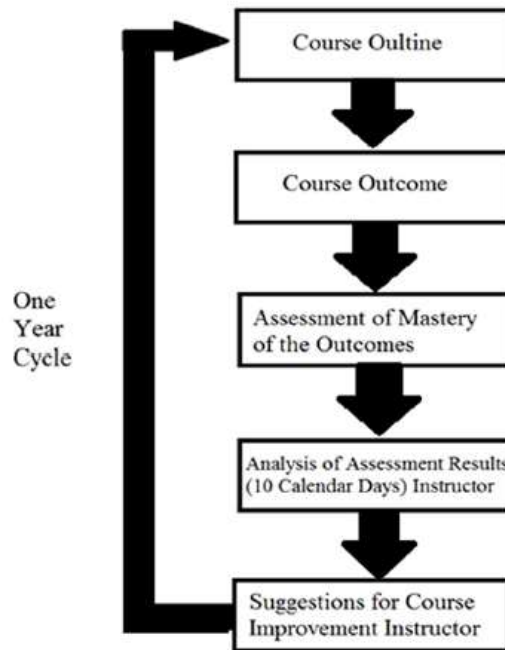 Course Oultine
Course Outcome
One
Year
Cycle
Assessment of Mastery
of the Outcomes
Analysis of Assessment Results
(10 Calendar Days) Instructor
Suggestions for Course
Improvement Instructor